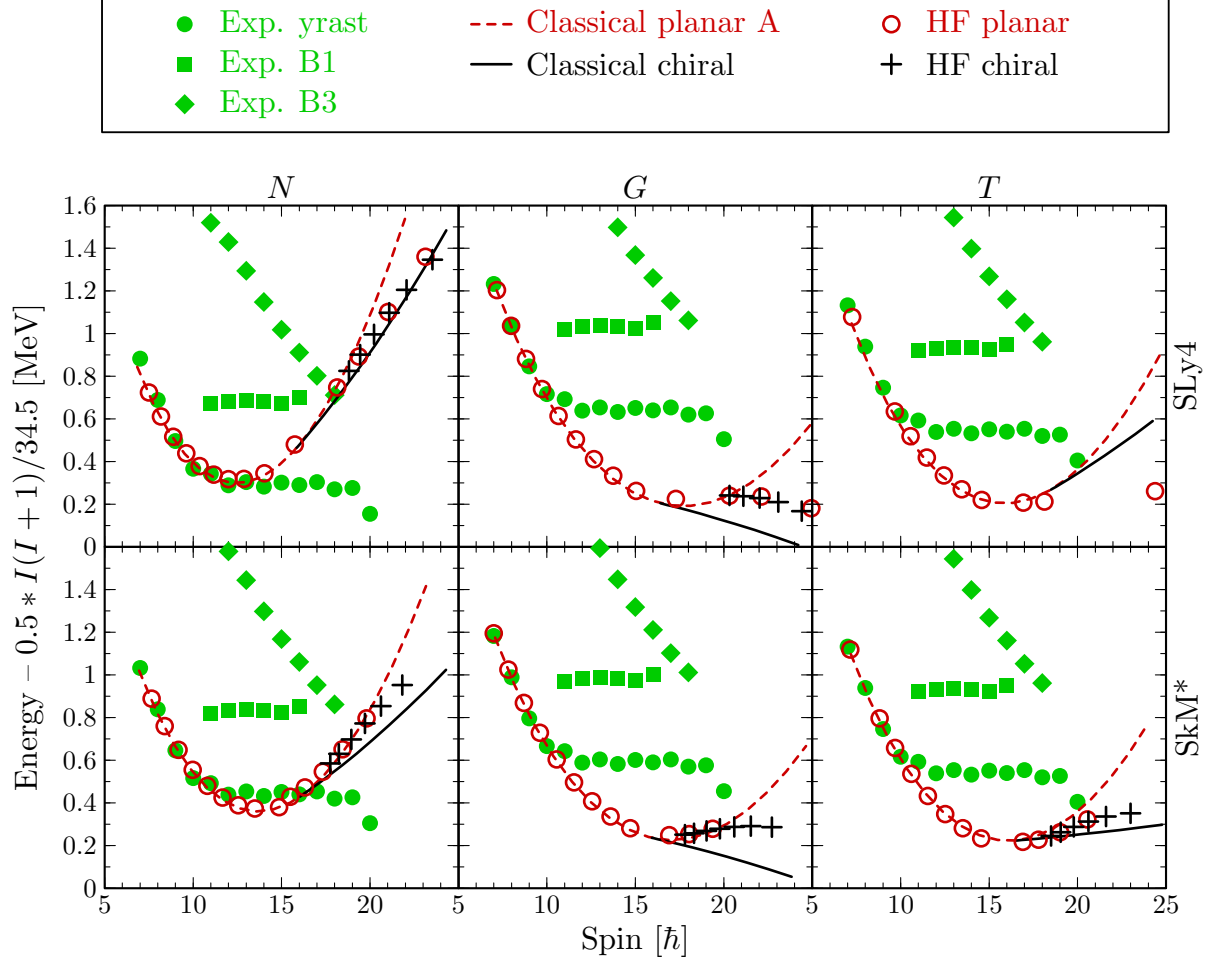 Exp. yrast Classical planar A HF planar
Exp. B1 Classical chiral HF chiral
Exp. B3
N G T
1.6
1.4
1.2
1
0.8
0.6
0.4
0.2
0
SLy4
Energy – 0.5 * I(I + 1)/34.5 [MeV]
1.4
1.2
1
0.8
0.6
0.4
0.2
0
SkM*
5 10 15 20 5 10 15 20 5 10 15 20 25
Spin [ħ]